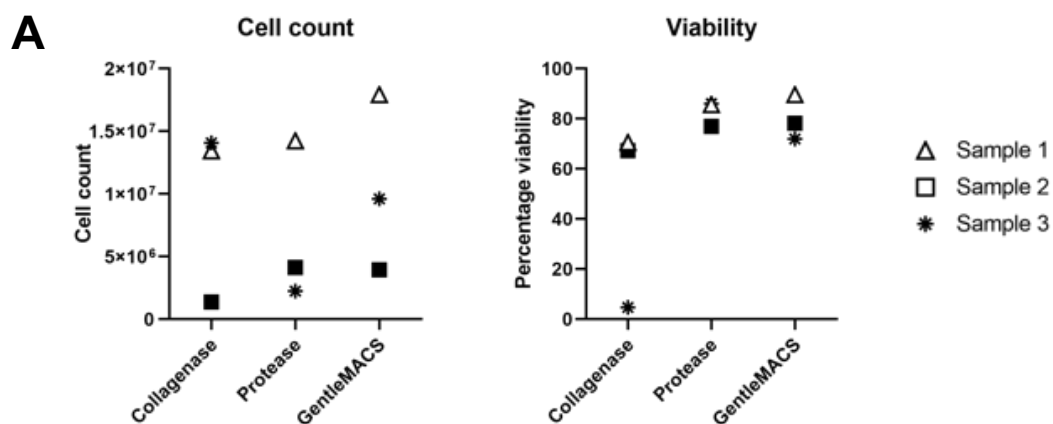 A
Cell count
Cell count
2×10⁷
1.5×10⁷
1×10⁷
5×10⁶
0
Collagenase
Protease
GentleMACS
Viability
Percentage viability
100
80
60
40
20
0
Collagenase
Protease
GentleMACS
Sample 1
Sample 2
Sample 3